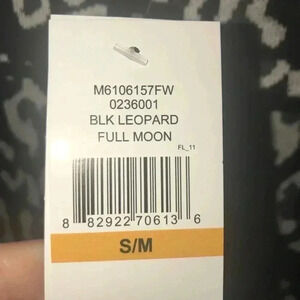 M6106157FW
0236001
BLK LEOPARD
FULL MOON
FL_11
8 82922 70613 6
S/M